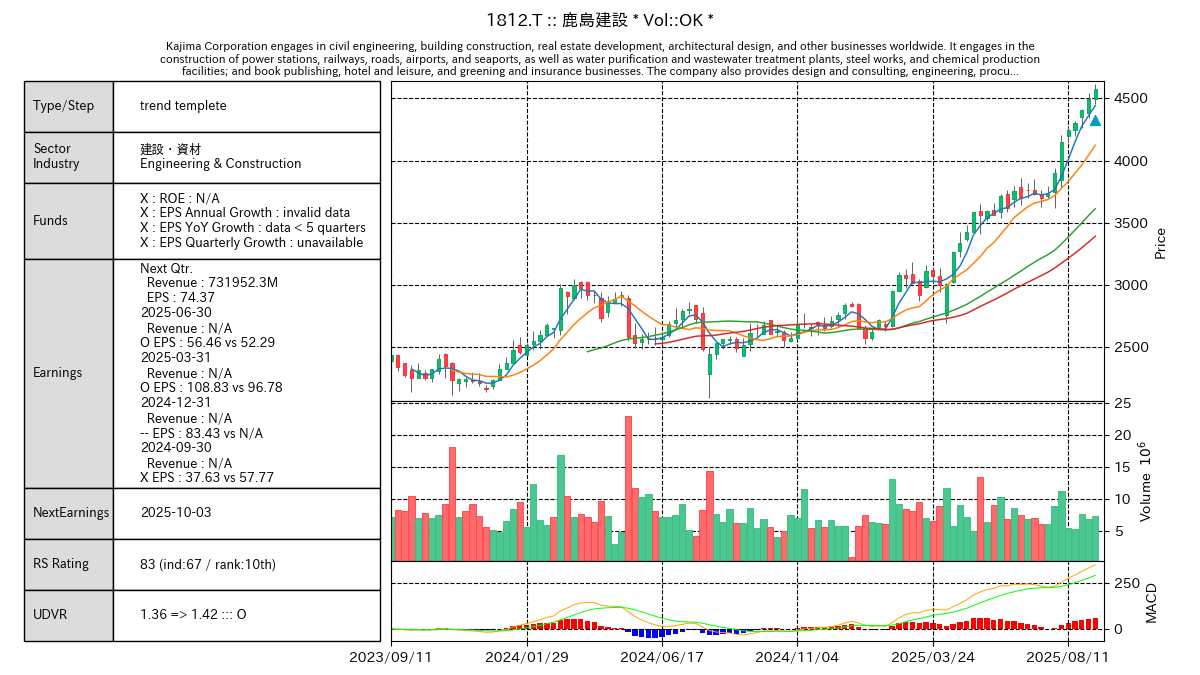 1812.T :: 鹿島建設 * Vol::OK *
Kajima Corporation engages in civil engineering, building construction, real estate development, architectural design, and other businesses worldwide. It engages in the
construction of power stations, railways, roads, airports, and seaports, as well as water purification and wastewater treatment plants, steel works, and chemical production
facilities; and book publishing, hotel and leisure, and greening and insurance businesses. The company also provides design and consulting, engineering, procu...
Type/Step
trend templete
Sector
Industry
建設・資材
Engineering & Construction
Funds
X : ROE : N/A
X : EPS Annual Growth : invalid data
X : EPS YoY Growth : data < 5 quarters
X : EPS Quarterly Growth : unavailable
Earnings
Next Qtr.
Revenue : 731952.3M
EPS : 74.37
2025-06-30
Revenue : N/A
O EPS : 56.46 vs 52.29
2025-03-31
Revenue : N/A
O EPS : 108.83 vs 96.78
2024-12-31
Revenue : N/A
-- EPS : 83.43 vs N/A
2024-09-30
Revenue : N/A
X EPS : 37.63 vs 57.77
NextEarnings
2025-10-03
RS Rating
83 (ind:67 / rank:10th)
UDVR
1.36 => 1.42 ::: O
4500
4000
3500
3000
2500
Price
25
20
15
10
5
Volume 10^6
250
0
MACD
2023/09/11
2024/01/29
2024/06/17
2024/11/04
2025/03/24
2025/08/11